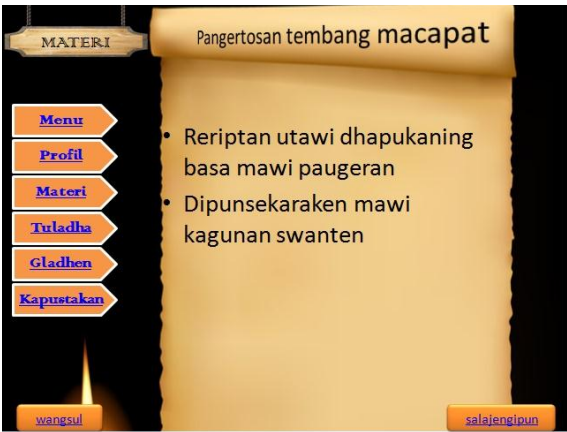 MATERI
Pangertosan tembang macapat
Menu
Profil
Materi
Tuladha
Gladhen
Kapustakan
• Reriptan utawi dhapukaning
basa mawi paugeran
• Dipunsekaraken mawi
kagunan swanten
wangsul
salajengipun